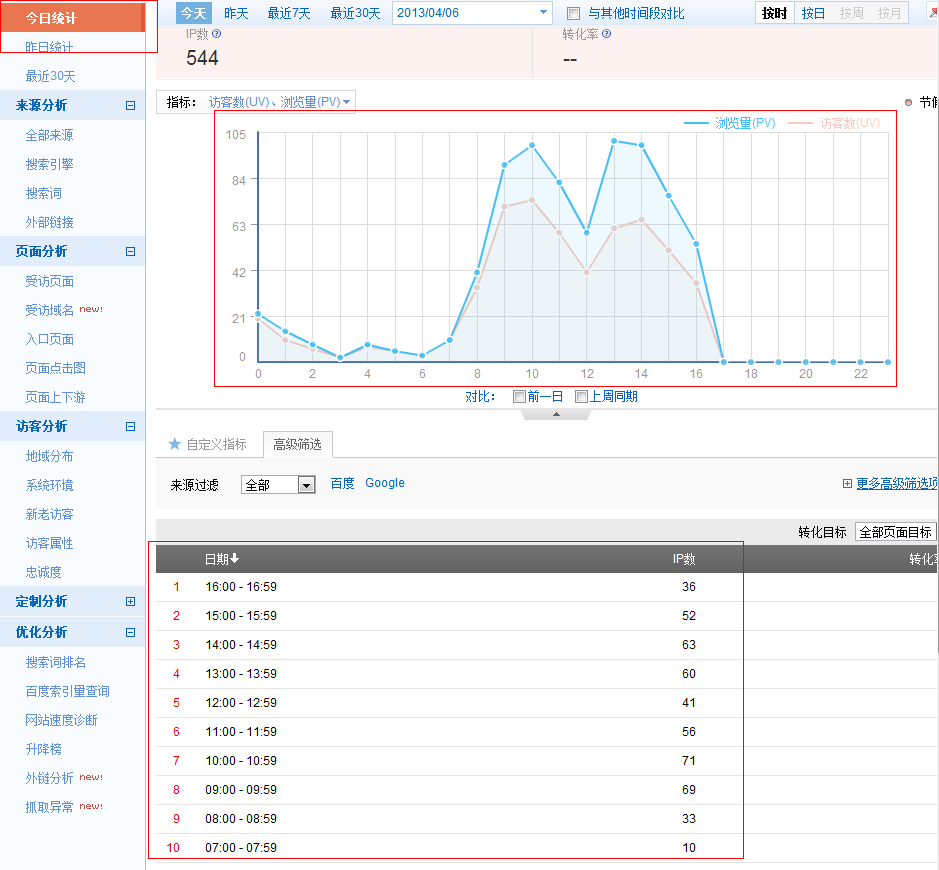 今日统计
昨日统计
最近30天
来源分析
全部来源
搜索引擎
搜索词
外部链接
页面分析
受访页面
受访域名 new!
入口页面
页面点击图
页面上下游
访客分析
地域分布
系统环境
新老访客
访客属性
忠诚度
定制分析
优化分析
搜索词排名
百度索引量查询
网站速度诊断
升降榜
外链分析 new!
抓取异常 new!
今天 昨天 最近7天 最近30天 2013/04/06 与其他时间段对比 按时 按日 按周 按月
IP数 转化率
544 --
指标： 访客数(UV)、浏览量(PV)
浏览量(PV) 访客数(UV)
105
84
63
42
21
0
0 2 4 6 8 10 12 14 16 18 20 22
对比： 前一日 上周同期
自定义指标 高级筛选
来源过滤 全部 百度 Google 更多高级筛选
转化目标 全部页面目标
日期 IP数 转化
1 16:00 - 16:59 36
2 15:00 - 15:59 52
3 14:00 - 14:59 63
4 13:00 - 13:59 60
5 12:00 - 12:59 41
6 11:00 - 11:59 56
7 10:00 - 10:59 71
8 09:00 - 09:59 69
9 08:00 - 08:59 33
10 07:00 - 07:59 10